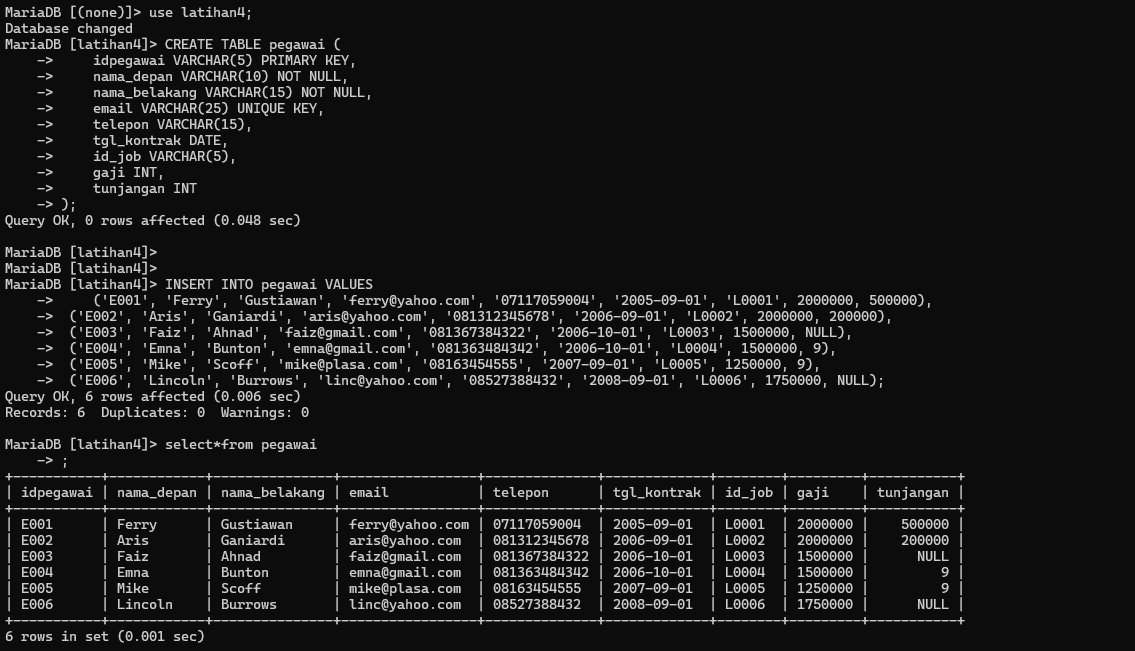 MariaDB [(none)]> use latihan4;
Database changed
MariaDB [latihan4]> CREATE TABLE pegawai (
    ->     idpegawai VARCHAR(5) PRIMARY KEY,
    ->     nama_depan VARCHAR(10) NOT NULL,
    ->     nama_belakang VARCHAR(15) NOT NULL,
    ->     email VARCHAR(25) UNIQUE KEY,
    ->     telepon VARCHAR(15),
    ->     tgl_kontrak DATE,
    ->     id_job VARCHAR(5),
    ->     gaji INT,
    ->     tunjangan INT
    -> );
Query OK, 0 rows affected (0.048 sec)

MariaDB [latihan4]>
MariaDB [latihan4]>
MariaDB [latihan4]> INSERT INTO pegawai VALUES
    ->     ('E001', 'Ferry', 'Gustiawan', 'ferry@yahoo.com', '07117059004', '2005-09-01', 'L0001', 2000000, 500000),
    ->  ('E002', 'Aris', 'Ganiardi', 'aris@yahoo.com', '081312345678', '2006-09-01', 'L0002', 2000000, 200000),
    ->  ('E003', 'Faiz', 'Ahnad', 'faiz@gmail.com', '081367384322', '2006-10-01', 'L0003', 1500000, NULL),
    ->  ('E004', 'Emna', 'Bunton', 'emna@gmail.com', '081363484342', '2006-10-01', 'L0004', 1500000, 9),
    ->  ('E005', 'Mike', 'Scoff', 'mike@plasa.com', '08163454555', '2007-09-01', 'L0005', 1250000, 9),
    ->  ('E006', 'Lincoln', 'Burrows', 'linc@yahoo.com', '08527388432', '2008-09-01', 'L0006', 1750000, NULL);
Query OK, 6 rows affected (0.006 sec)
Records: 6  Duplicates: 0  Warnings: 0

MariaDB [latihan4]> select*from pegawai
    -> ;
+-----------+------------+---------------+-----------------+--------------+-------------+--------+---------+-----------+
| idpegawai | nama_depan | nama_belakang | email           | telepon      | tgl_kontrak | id_job | gaji    | tunjangan |
+-----------+------------+---------------+-----------------+--------------+-------------+--------+---------+-----------+
| E001      | Ferry      | Gustiawan     | ferry@yahoo.com | 07117059004  | 2005-09-01  | L0001  | 2000000 |    500000 |
| E002      | Aris       | Ganiardi      | aris@yahoo.com  | 081312345678 | 2006-09-01  | L0002  | 2000000 |    200000 |
| E003      | Faiz       | Ahnad         | faiz@gmail.com  | 081367384322 | 2006-10-01  | L0003  | 1500000 |      NULL |
| E004      | Emna       | Bunton        | emna@gmail.com  | 081363484342 | 2006-10-01  | L0004  | 1500000 |         9 |
| E005      | Mike       | Scoff         | mike@plasa.com  | 08163454555  | 2007-09-01  | L0005  | 1250000 |         9 |
| E006      | Lincoln    | Burrows       | linc@yahoo.com  | 08527388432  | 2008-09-01  | L0006  | 1750000 |      NULL |
+-----------+------------+---------------+-----------------+--------------+-------------+--------+---------+-----------+
6 rows in set (0.001 sec)